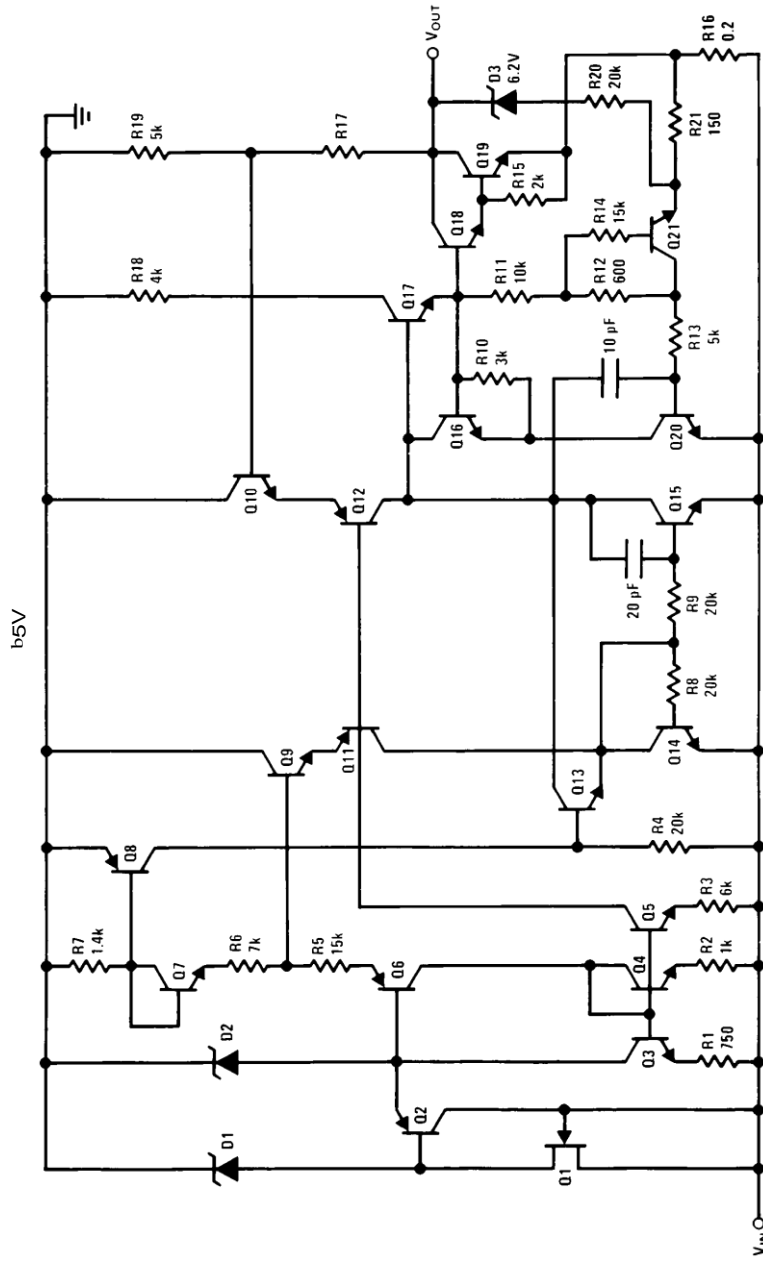 b5V
R7
1.4k
Q8
Q7
R6
7k
R5
15k
D2
D1
Q6
Q2
Q1
Q3
R1
750
Q4
R2
1k
Q5
R3
6k
R4
20k
Q9
Q11
Q13
Q14
R8
20k
R9
20k
20 pF
Q15
Q10
Q12
R19
5k
R18
4k
R17
Q17
Q16
R10
3k
10 pF
Q20
R13
5k
R11
10k
R12
600
R14
15k
Q21
Q18
Q19
R15
2k
D3
6.2V
R20
20k
R21
150
R16
0.2
VOUT
VIN